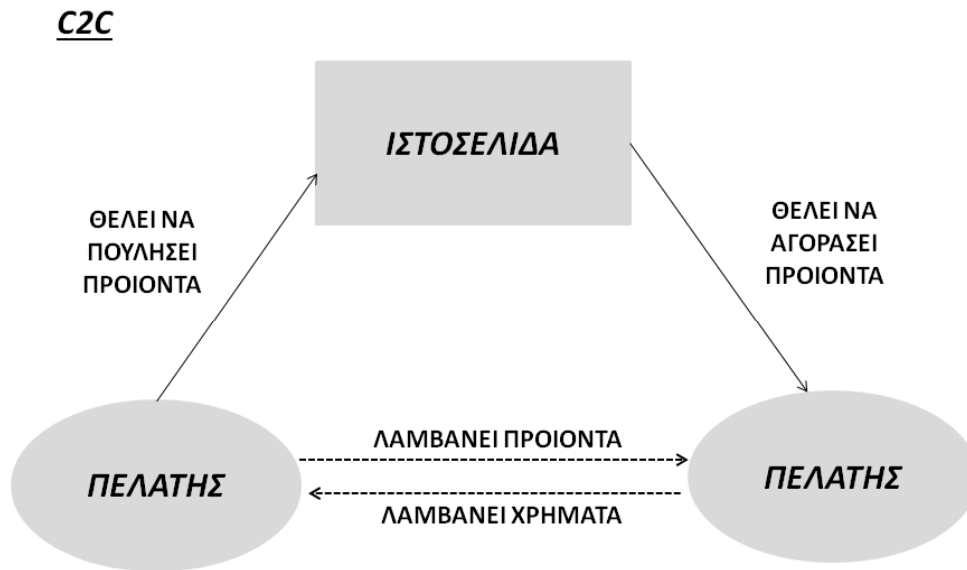 C2C
ΙΣΤΟΣΕΛΙΔΑ
ΘΕΛΕΙ ΝΑ
ΠΟΥΛΗΣΕΙ
ΠΡΟΙΟΝΤΑ
ΘΕΛΕΙ ΝΑ
ΑΓΟΡΑΣΕΙ
ΠΡΟΙΟΝΤΑ
ΠΕΛΑΤΗΣ
ΛΑΜΒΑΝΕΙ ΠΡΟΙΟΝΤΑ
ΛΑΜΒΑΝΕΙ ΧΡΗΜΑΤΑ
ΠΕΛΑΤΗΣ